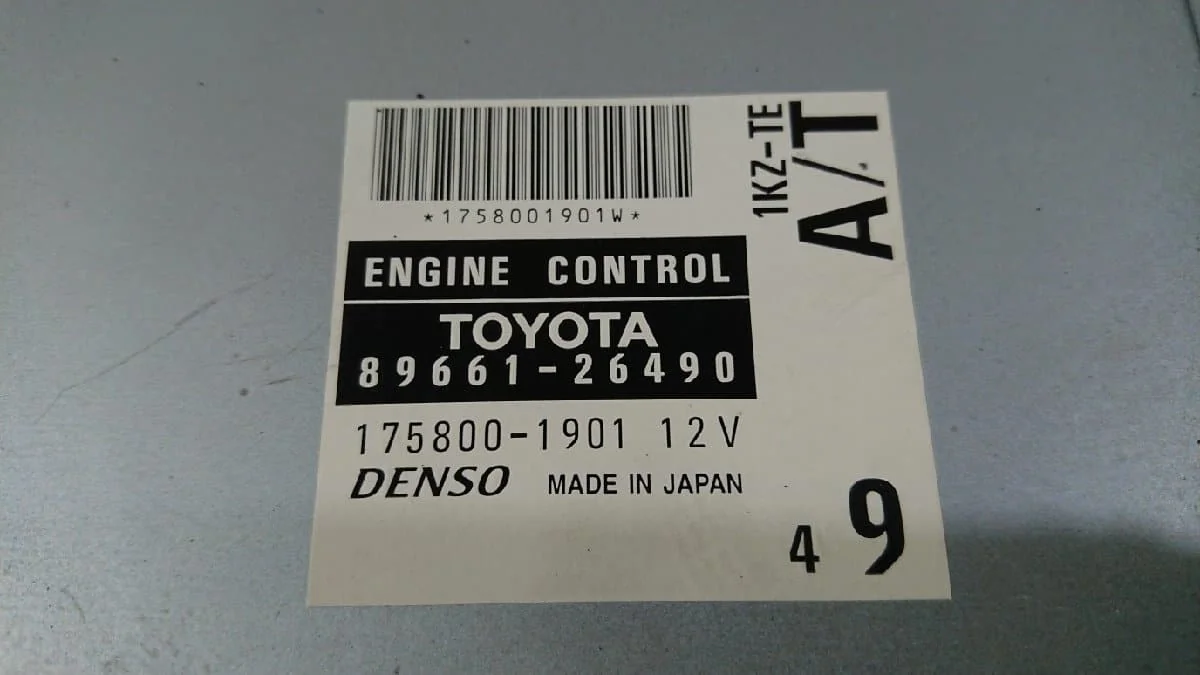 *1758001901W*
ENGINE CONTROL
TOYOTA
89661-26490
175800-1901 12V
DENSO MADE IN JAPAN
1KZ-TE
A/T
4 9